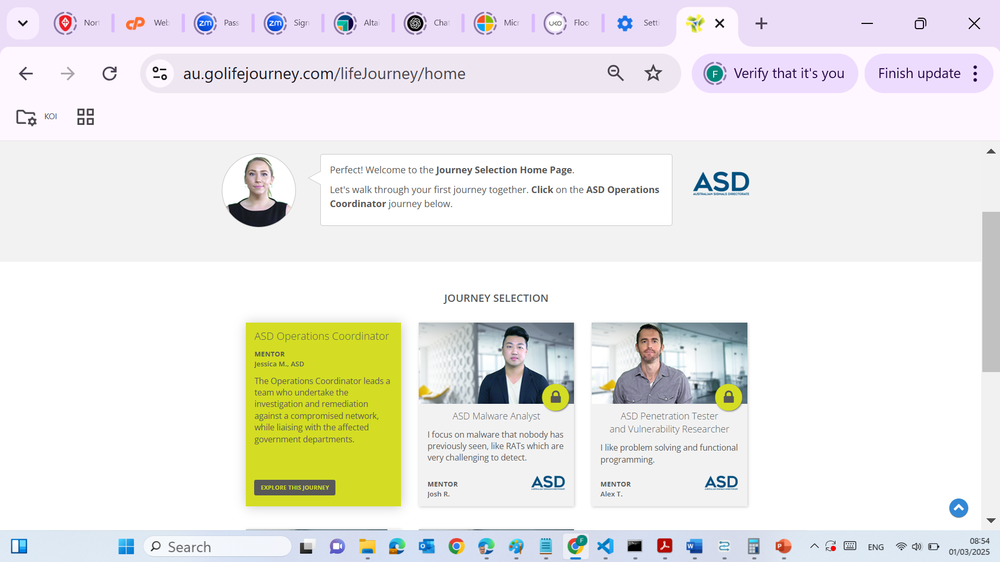 Nort
Web
Pass
Sign
Altai
Chat
Micr
Floo
Setti
au.golifejourney.com/lifeJourney/home
F
Verify that it's you
Finish update
KOI
Perfect! Welcome to the Journey Selection Home Page.
Let's walk through your first journey together. Click on the ASD Operations
Coordinator journey below.
ASD
AUSTRALIAN SIGNALS DIRECTORATE
JOURNEY SELECTION
ASD Operations Coordinator
MENTOR
Jessica M., ASD
The Operations Coordinator leads a
team who undertake the
investigation and remediation
against a compromised network,
while liaising with the affected
government departments.
EXPLORE THIS JOURNEY
ASD Malware Analyst
I focus on malware that nobody has
previously seen, like RATs which are
very challenging to detect.
MENTOR
Josh R.
ASD
AUSTRALIAN SIGNALS DIRECTORATE
ASD Penetration Tester
and Vulnerability Researcher
I like problem solving and functional
programming.
MENTOR
Alex T.
ASD
AUSTRALIAN SIGNALS DIRECTORATE
Search
ENG
08:54
01/03/2025